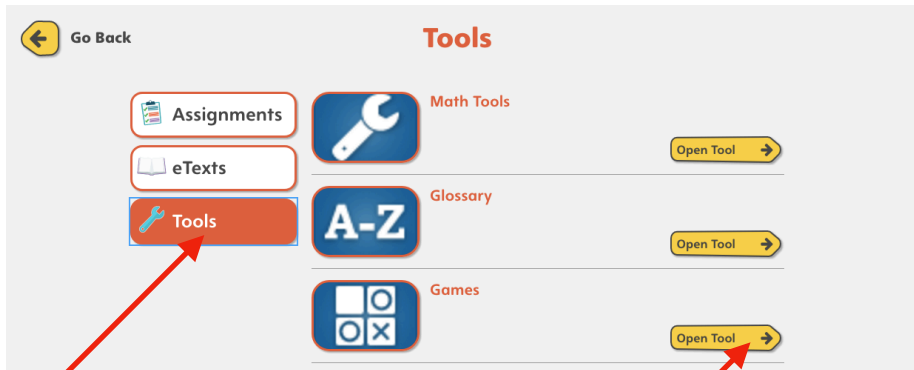 Go Back
Tools
Assignments
eTexts
Tools
Math Tools
Open Tool
A-Z
Glossary
Open Tool
Games
Open Tool